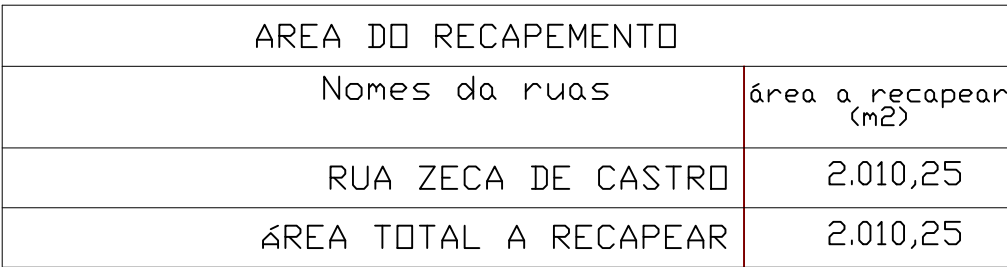 AREA DO RECAPEMENTO
Nomes da ruas
área a recapear
(m2)
RUA ZECA DE CASTRO 2.010,25
áREA TOTAL A RECAPEAR 2.010,25